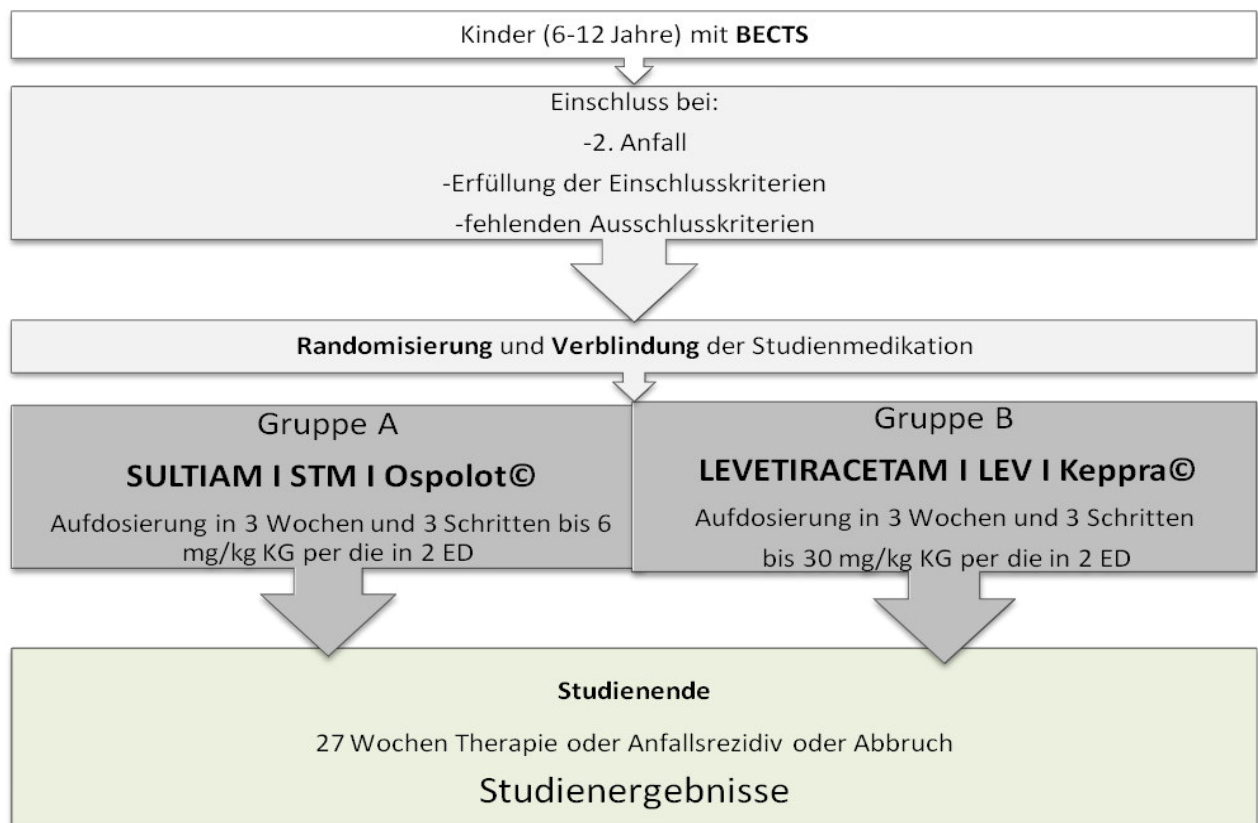 Kinder (6-12 Jahre) mit BECTS
Einschluss bei:
-2. Anfall
-Erfüllung der Einschlusskriterien
-fehlenden Ausschlusskriterien
Randomisierung und Verblindung der Studienmedikation
Gruppe A
SULTIAM I STM I Ospolot©
Aufdosierung in 3 Wochen und 3 Schritten bis 6
mg/kg KG per die in 2 ED
Gruppe B
LEVETIRACETAM I LEV I Keppra©
Aufdosierung in 3 Wochen und 3 Schritten
bis 30 mg/kg KG per die in 2 ED
Studienende
27 Wochen Therapie oder Anfallsrezidiv oder Abbruch
Studienergebnisse